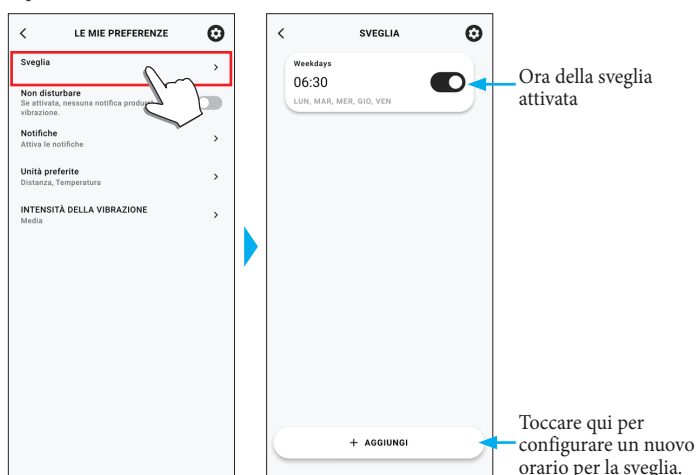 LE MIE PREFERENZE
Sveglia
Non disturbare
Se attivata, nessuna notifica
vibrazione.
Notifiche
Attiva le notifiche
Unità preferite
Distanza, Temperatura
INTENSITÀ DELLA VIBRAZIONE
Media
SVEGLIA
Weekdays
06:30
LUN, MAR, MER, GIO, VEN
+ AGGIUNGI
Ora della sveglia
attivata
Toccare qui per
configurare un nuovo
orario per la sveglia.